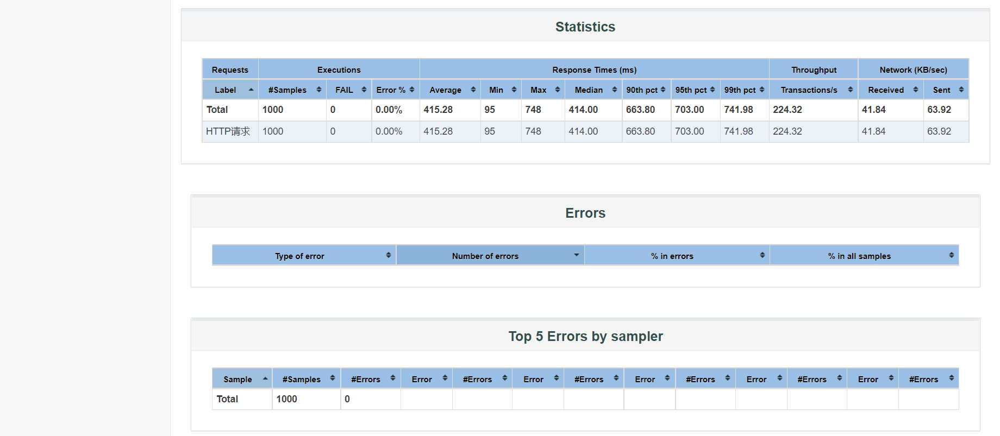 Statistics
Requests Executions Response Times (ms) Throughput Network (KB/sec)
Label #Samples FAIL Error % Average Min Max Median 90th pct 95th pct 99th pct Transactions/s Received Sent
Total 1000 0 0.00% 415.28 95 748 414.00 663.80 703.00 741.98 224.32 41.84 63.92
HTTP请求 1000 0 0.00% 415.28 95 748 414.00 663.80 703.00 741.98 224.32 41.84 63.92
Errors
Type of error Number of errors % in errors % in all samples
Top 5 Errors by sampler
Sample #Samples #Errors Error #Errors Error #Errors Error #Errors Error #Errors Error #Errors
Total 1000 0